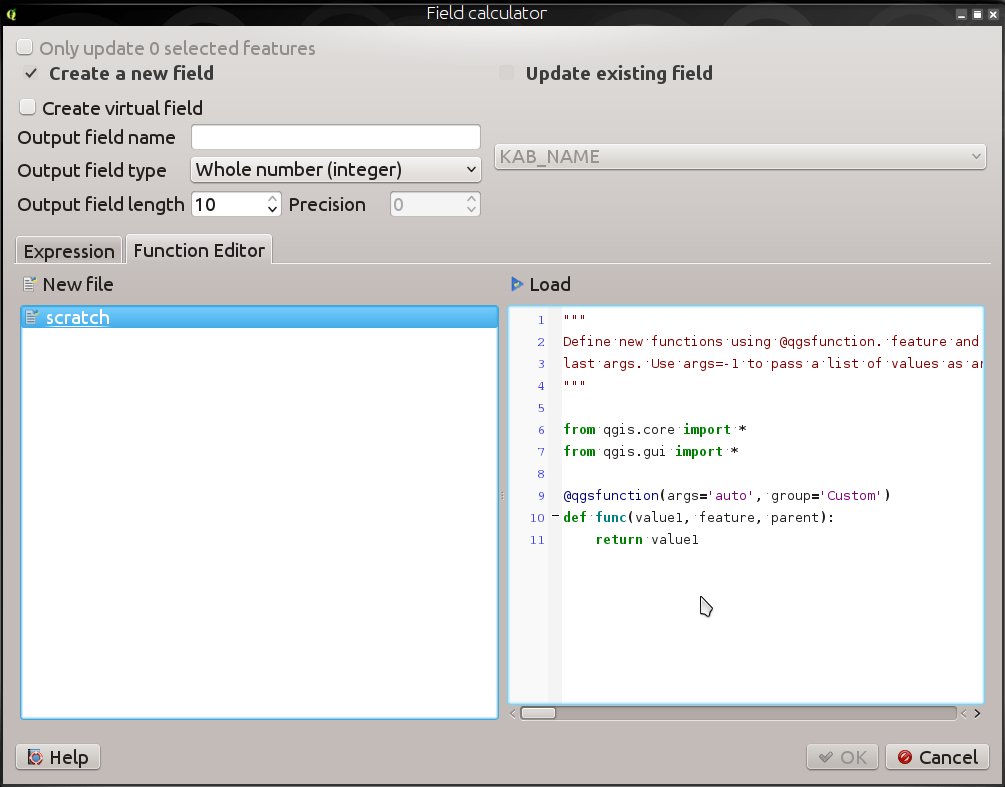 Field calculator
Only update 0 selected features
Create a new field
Update existing field
Create virtual field
Output field name
KAB_NAME
Output field type Whole number (integer)
Output field length 10 Precision 0
Expression Function Editor
New file
Load
scratch
1 """
2 Define new functions using @qgsfunction. feature and
3 last args. Use args=-1 to pass a list of values as
4 """
5
6 from qgis.core import *
7 from qgis.gui import *
8
9 @qgsfunction(args='auto', group='Custom')
10 def func(value1, feature, parent):
11 return value1
Help
OK
Cancel